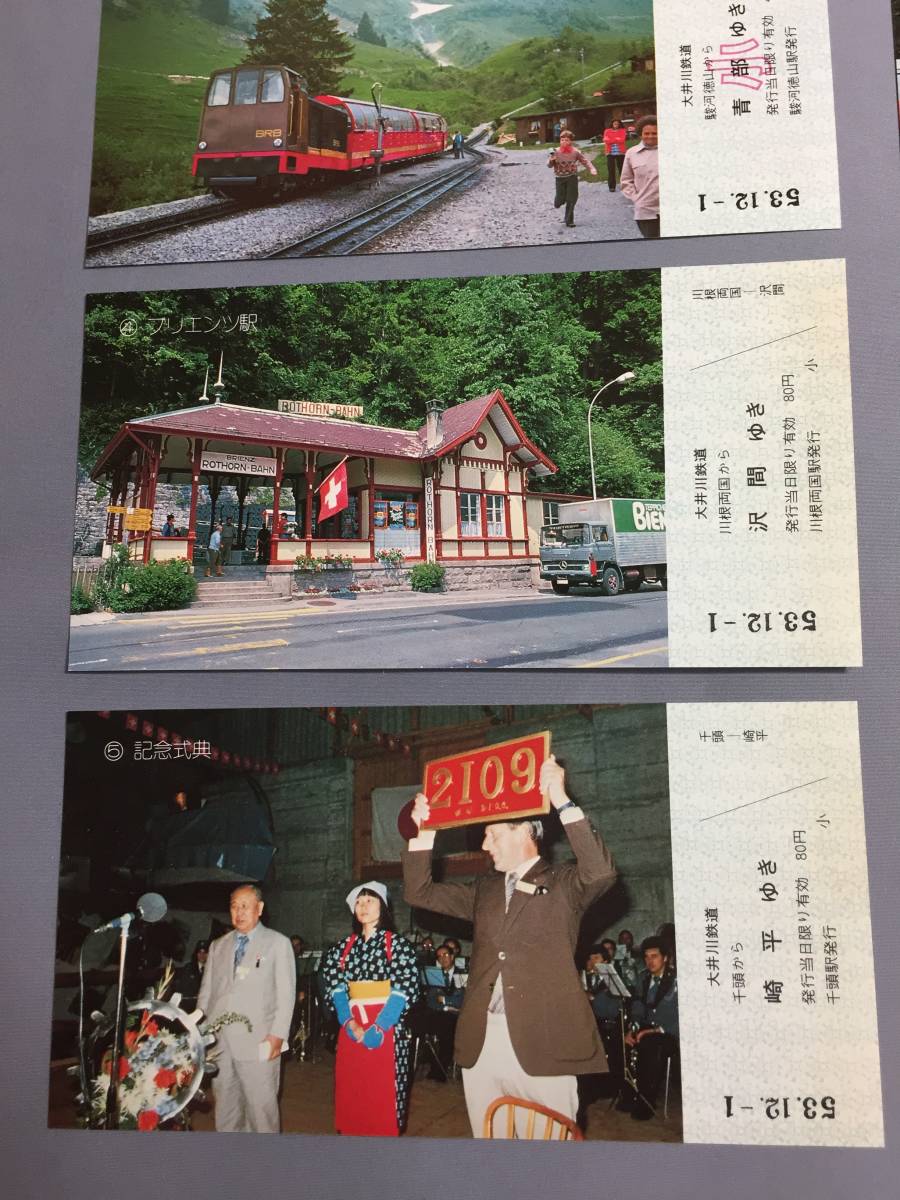 BRB
大井川鉄道
駿河徳山から
青部ゆき
小
発行当日限り有効
駿河徳山駅発行
53.12.-1
④ ブリエンツ駅
ROTHORN-BAHN
BRIENZ
ROTHORN-BAHN
ROTHORN BAHN
BIEN
川根両国―沢間
大井川鉄道
川根両国から
沢間 ゆき
発行当日限り有効 80円
小
川根両国駅発行
53.12.-1
⑤ 記念式典
2109
千頭―崎平
大井川鉄道
千頭から
崎平 ゆき
発行当日限り有効 80円
小
千頭駅発行
53.12.-1